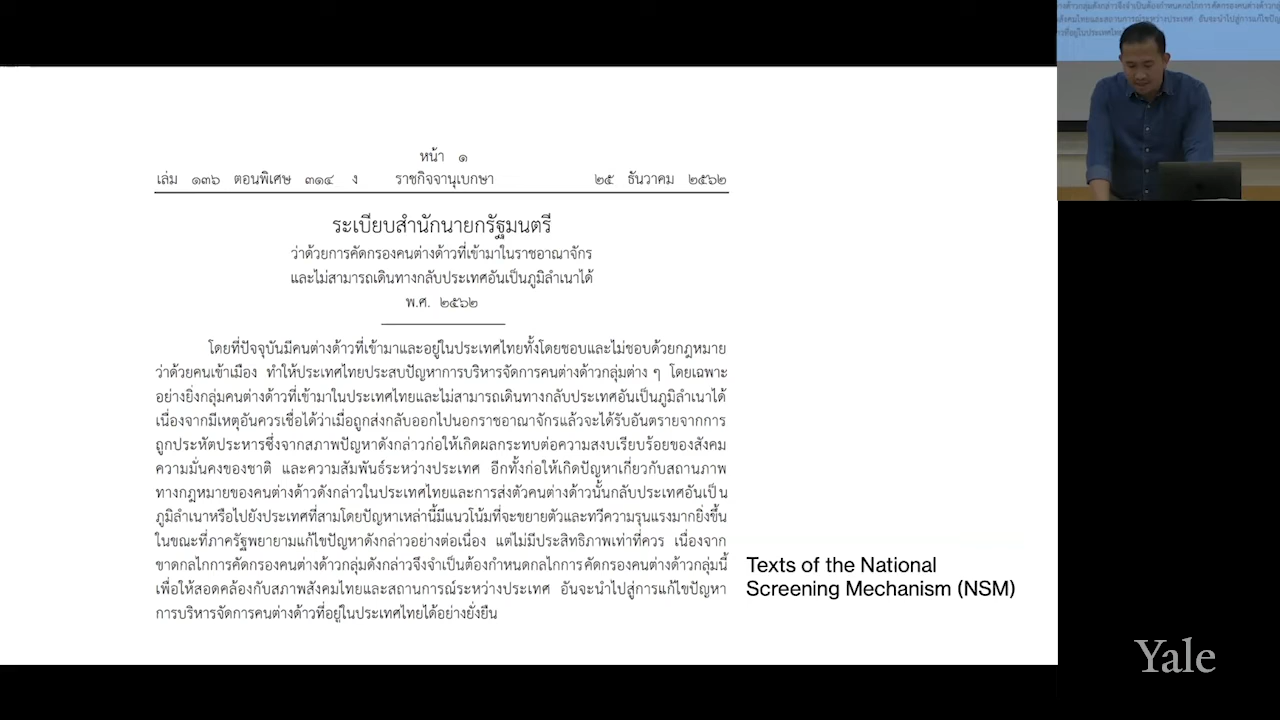 หน้า ๑
เล่ม ๑๓๖ ตอนพิเศษ ๓๑๔ ง ราชกิจจานุเบกษา ๒๕ ธันวาคม ๒๕๖๒
ระเบียบสำนักนายกรัฐมนตรี
ว่าด้วยการคัดกรองคนต่างด้าวที่เข้ามาในราชอาณาจักร
และไม่สามารถเดินทางกลับประเทศอันเป็นภูมิลำเนาได้
พ.ศ. ๒๕๖๒
โดยที่ปัจจุบันมีคนต่างด้าวที่เข้ามาและอยู่ในประเทศไทยทั้งโดยชอบและไม่ชอบด้วยกฎหมาย
ว่าด้วยคนเข้าเมือง ทำให้ประเทศไทยประสบปัญหาการบริหารจัดการคนต่างด้าวกลุ่มต่าง ๆ โดยเฉพาะ
อย่างยิ่งกลุ่มคนต่างด้าวที่เข้ามาในประเทศไทยและไม่สามารถเดินทางกลับประเทศอันเป็นภูมิลำเนาได้
เนื่องจากมีเหตุอันควรเชื่อได้ว่าเมื่อถูกส่งกลับออกไปนอกราชอาณาจักรแล้วจะได้รับอันตรายจากการ
ถูกประหัตประหารซึ่งจากสภาพปัญหาดังกล่าวก่อให้เกิดผลกระทบต่อความสงบเรียบร้อยของสังคม
ความมั่นคงของชาติ และความสัมพันธ์ระหว่างประเทศ อีกทั้งก่อให้เกิดปัญหาเกี่ยวกับสถานภาพ
ทางกฎหมายของคนต่างด้าวดังกล่าวในประเทศไทยและการส่งตัวคนต่างด้าวนั้นกลับประเทศอันเป็น
ภูมิลำเนาหรือไปยังประเทศที่สามโดยปัญหาเหล่านี้มีแนวโน้มที่จะขยายตัวและทวีความรุนแรงมากยิ่งขึ้น
ในขณะที่ภาครัฐพยายามแก้ไขปัญหาดังกล่าวอย่างต่อเนื่อง แต่ไม่มีประสิทธิภาพเท่าที่ควร เนื่องจาก
ขาดกลไกการคัดกรองคนต่างด้าวกลุ่มดังกล่าวจึงจำเป็นต้องกำหนดกลไกการคัดกรองคนต่างด้าวกลุ่มนี้
เพื่อให้สอดคล้องกับสภาพสังคมไทยและสถานการณ์ระหว่างประเทศ อันจะนำไปสู่การแก้ไขปัญหา
การบริหารจัดการคนต่างด้าวที่อยู่ในประเทศไทยได้อย่างยั่งยืน
Texts of the National
Screening Mechanism (NSM)
Yale